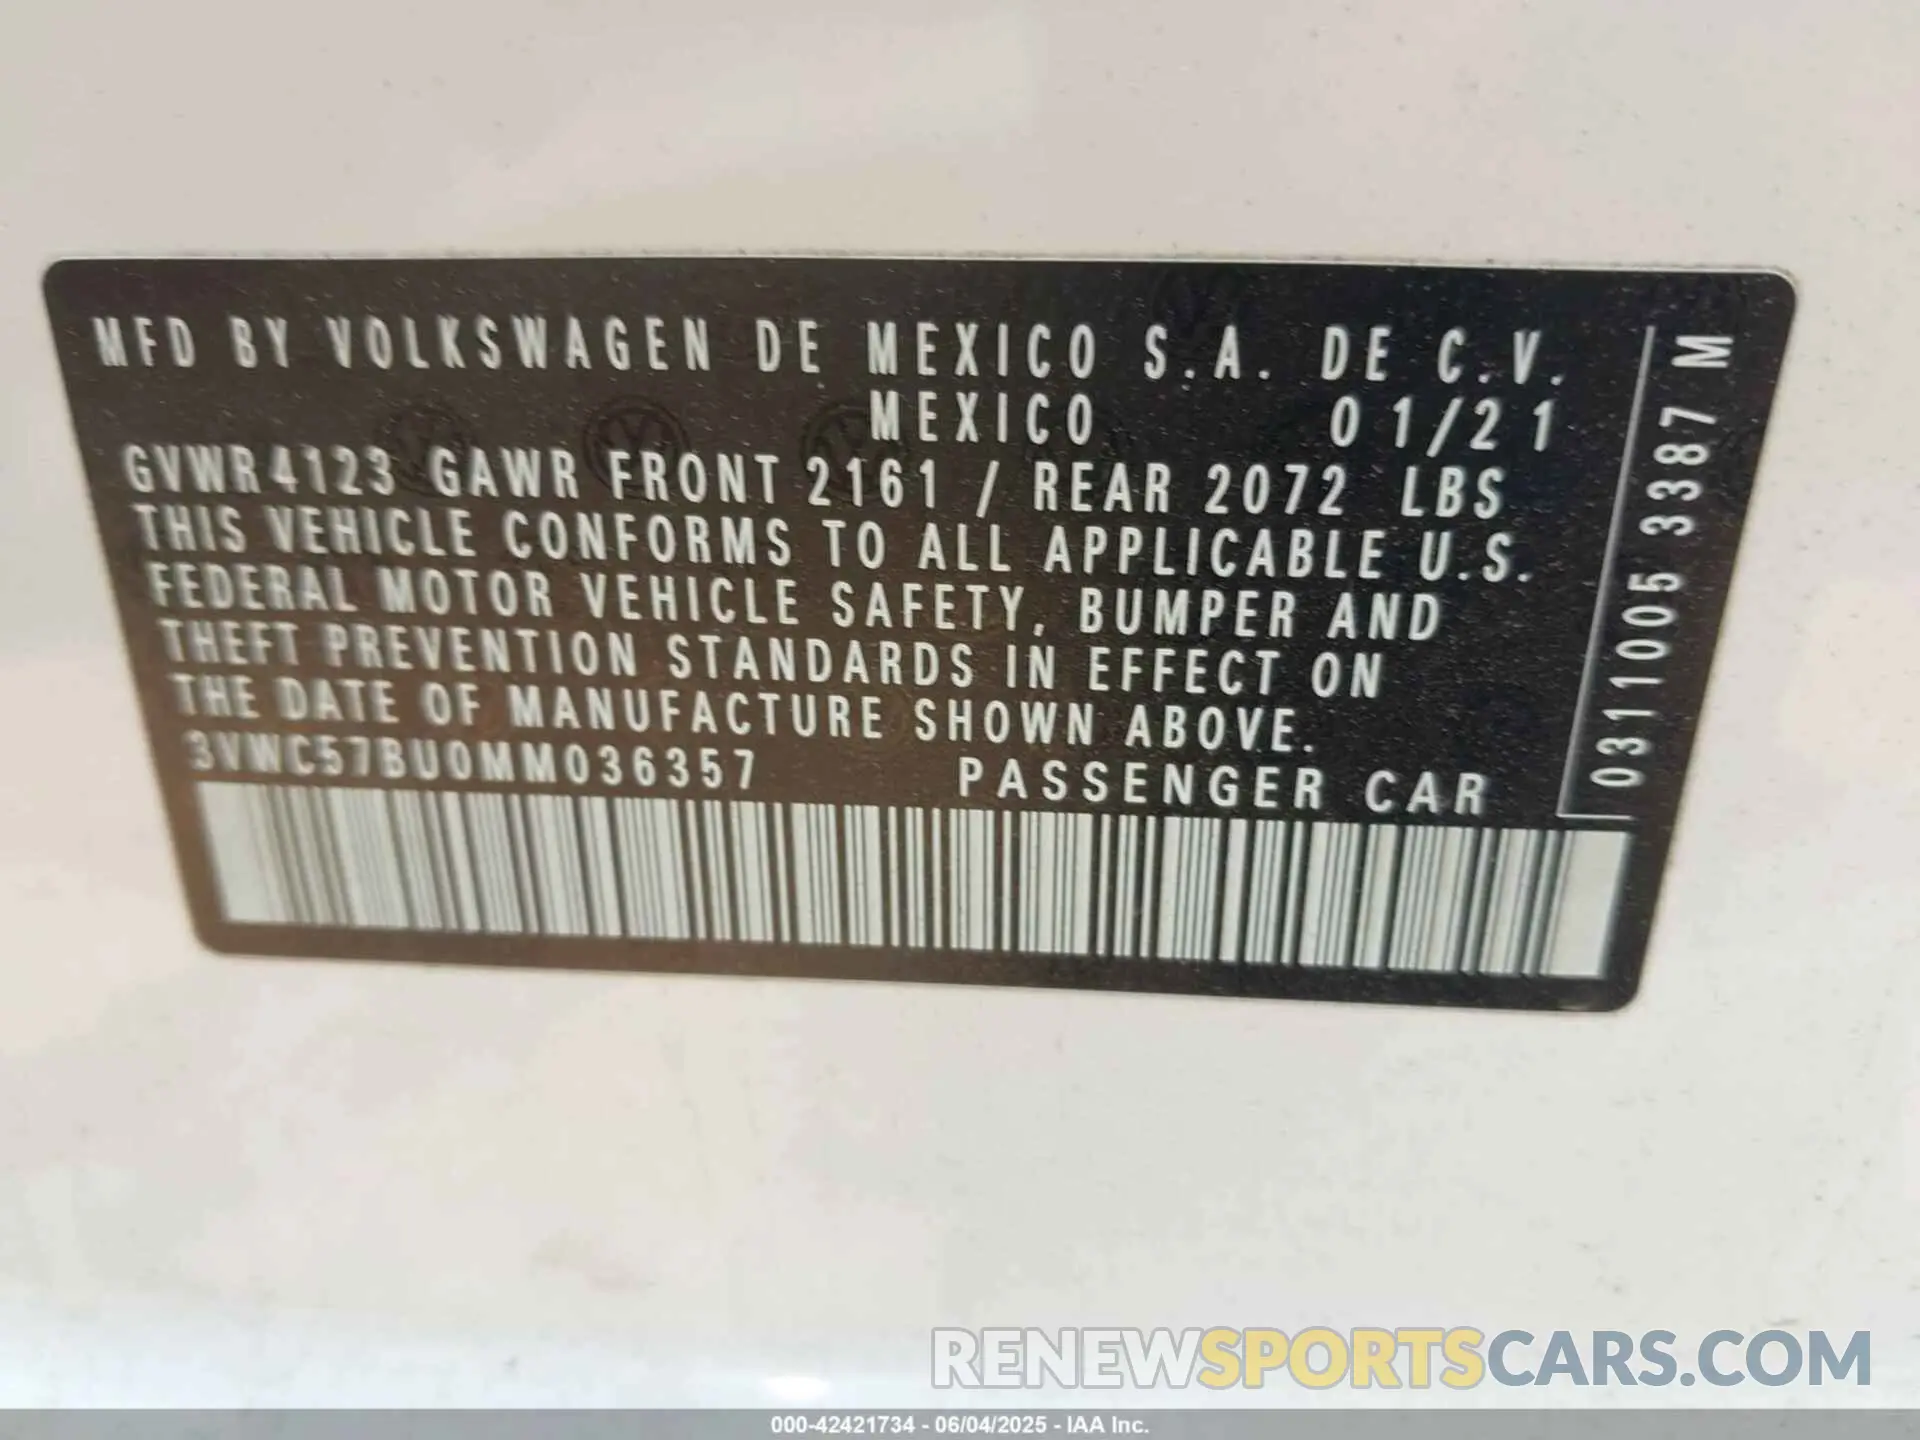 MFD BY VOLKSWAGEN DE MEXICO S.A. DE C.V.
MEXICO 01/21
GVWR 4123 GAWR FRONT 2161 / REAR 2072 LBS
THIS VEHICLE CONFORMS TO ALL APPLICABLE U.S.
FEDERAL MOTOR VEHICLE SAFETY, BUMPER AND
THEFT PREVENTION STANDARDS IN EFFECT ON
THE DATE OF MANUFACTURE SHOWN ABOVE.
3VWC57BU0MM036357 PASSENGER CAR
0311005 3387 M
RENEWSPORTSCARS.COM
000-42421734 - 06/04/2025 - IAA Inc.